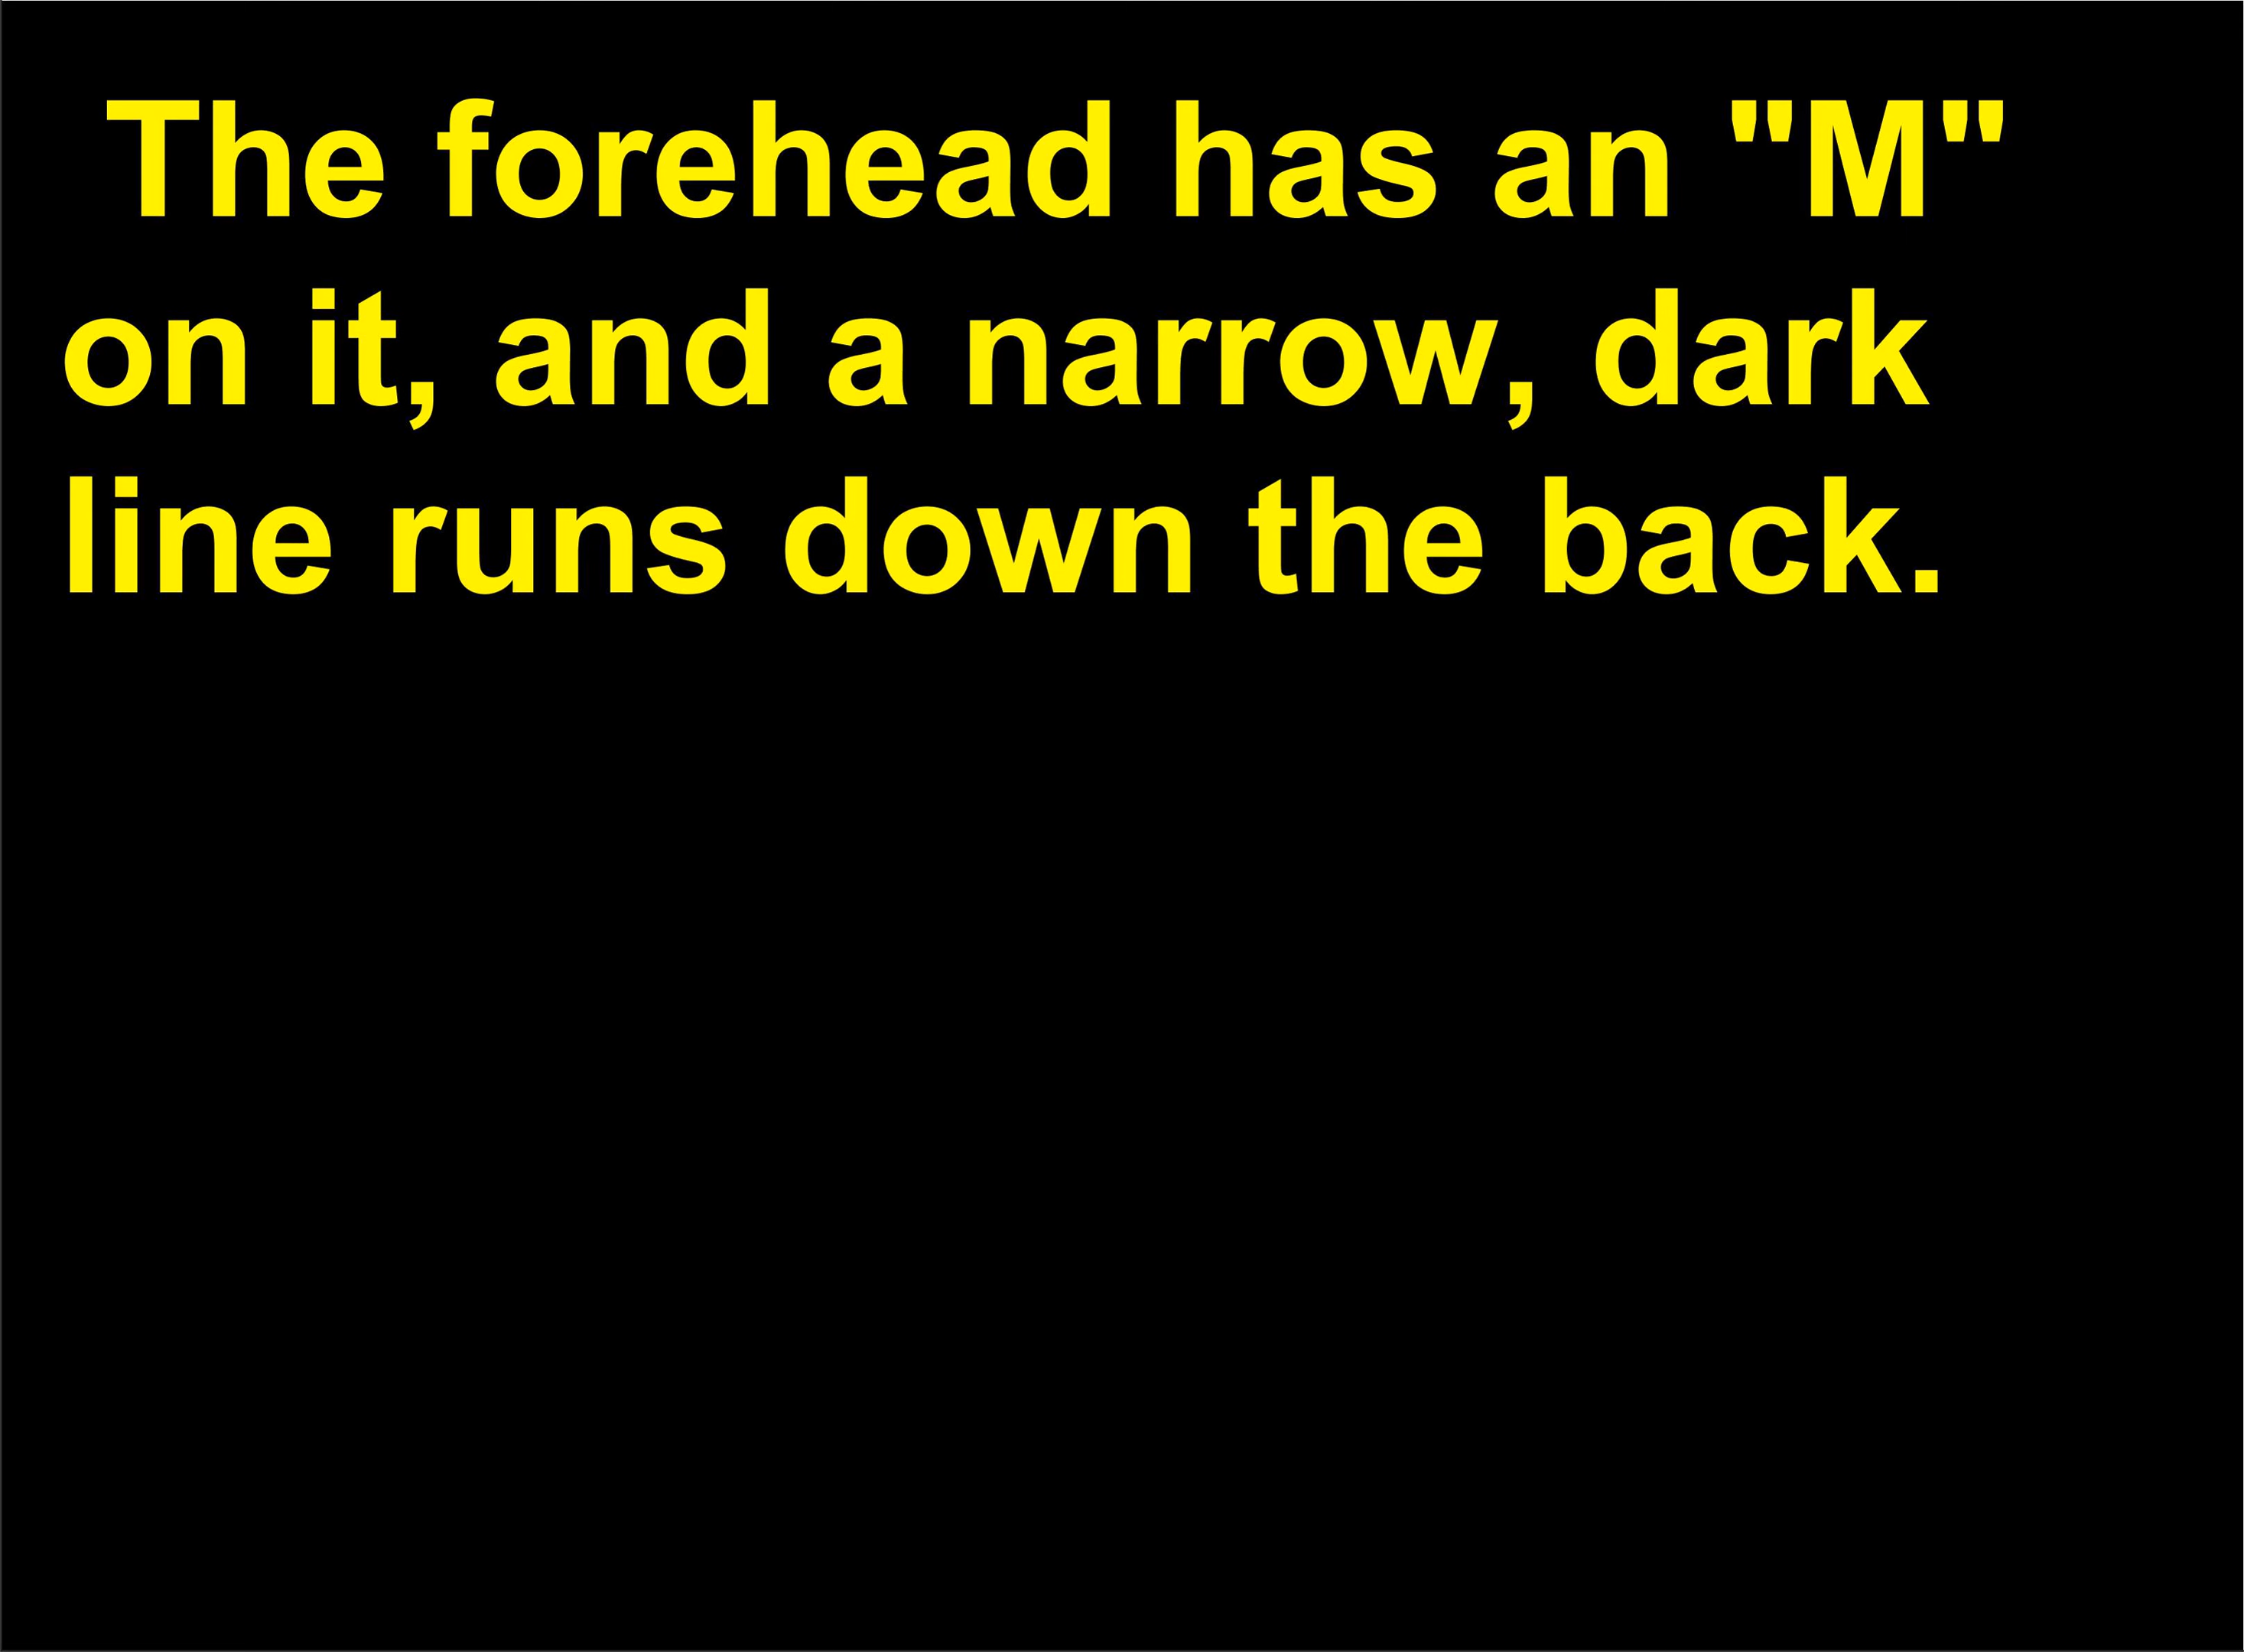 The forehead has an "M"
on it, and a narrow, dark
line runs down the back.